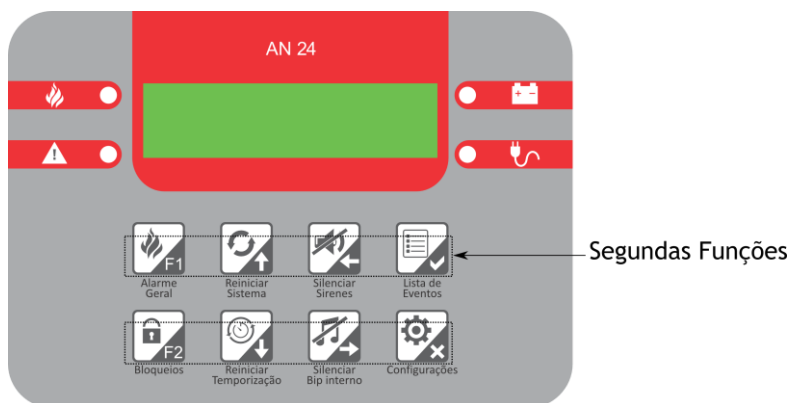 AN 24
Segundas Funções
F1
Alarme
Geral
Reiniciar
Sistema
Silenciar
Sirenes
Lista de
Eventos
F2
Bloqueios
Reiniciar
Temporização
Silenciar
Bip interno
Configurações